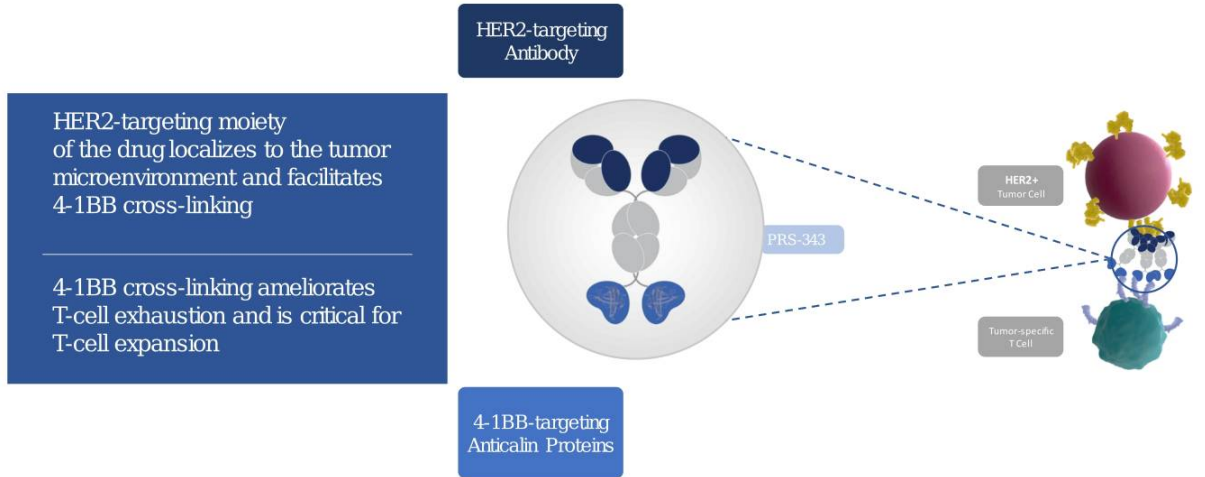 HER2-targeting
Antibody
HER2-targeting moiety
of the drug localizes to the tumor
microenvironment and facilitates
4-1BB cross-linking
4-1BB cross-linking ameliorates
T-cell exhaustion and is critical for
T-cell expansion
PRS-343
HER2+
Tumor Cell
Tumor-specific
T Cell
4-1BB-targeting
Anticalin Proteins